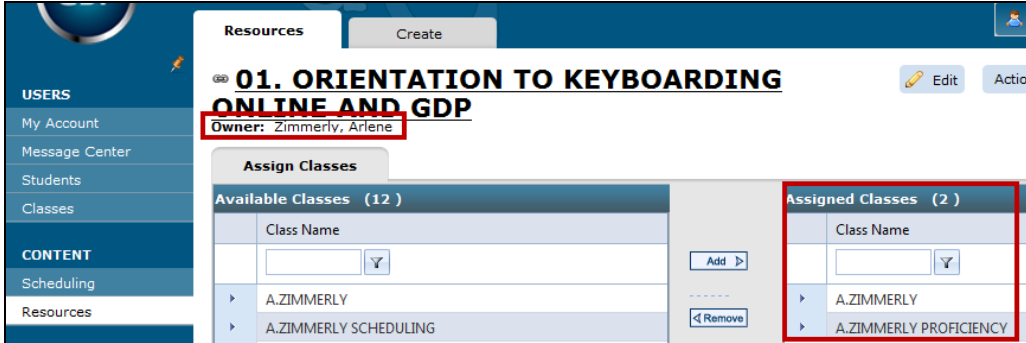 GDP
Resources
Create
USERS
My Account
Message Center
Students
Classes
CONTENT
Scheduling
Resources
01. ORIENTATION TO KEYBOARDING
ONLINE AND GDP
Edit
Owner: Zimmerly, Arlene
Assign Classes
Available Classes (12 )
Class Name
A.ZIMMERLY
A.ZIMMERLY SCHEDULING
Add
Remove
Assigned Classes (2 )
Class Name
A.ZIMMERLY
A.ZIMMERLY PROFICIENCY